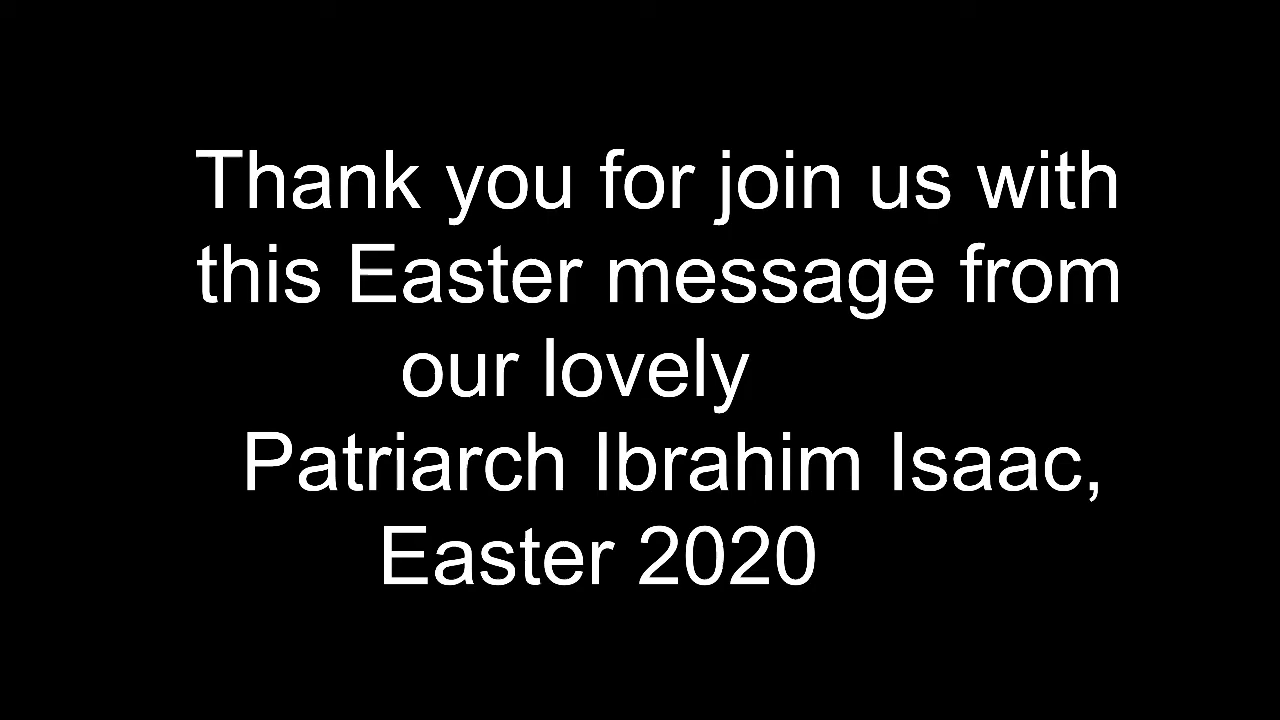 Thank you for join us with
this Easter message from
our lovely
Patriarch Ibrahim Isaac,
Easter 2020